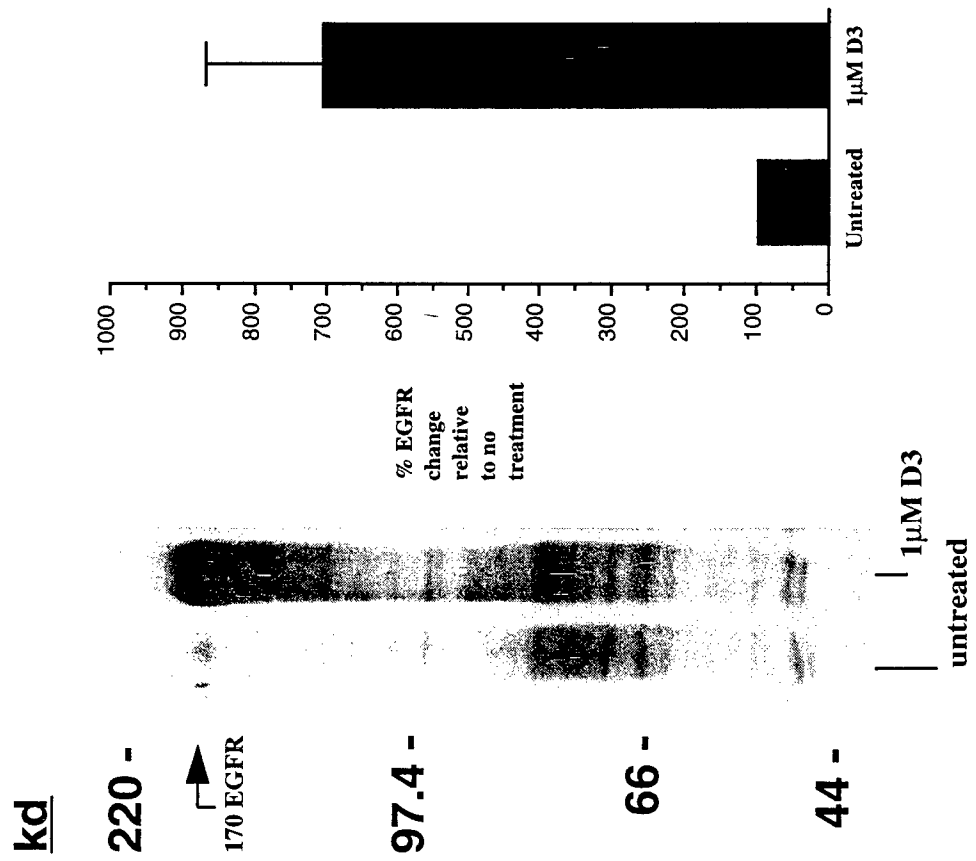 kd
220 -
170 EGFR
97.4 -
66 -
44 -
untreated
1µM D3
% EGFR
change
relative
to no
treatment
1000
900
800
700
600
500
400
300
200
100
0
Untreated
1µM D3